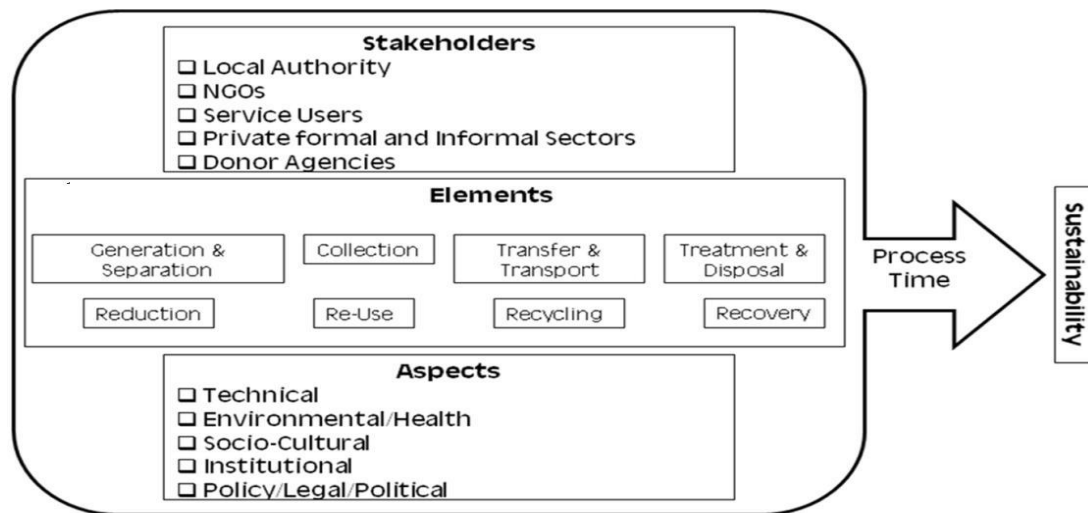 Stakeholders
❑ Local Authority
❑ NGOs
❑ Service Users
❑ Private formal and Informal Sectors
❑ Donor Agencies
Elements
Generation &
Separation
Collection
Transfer &
Transport
Treatment &
Disposal
Reduction
Re-Use
Recycling
Recovery
Aspects
❑ Technical
❑ Environmental/Health
❑ Socio-Cultural
❑ Institutional
❑ Policy/Legal/Political
Process
Time
Sustainability